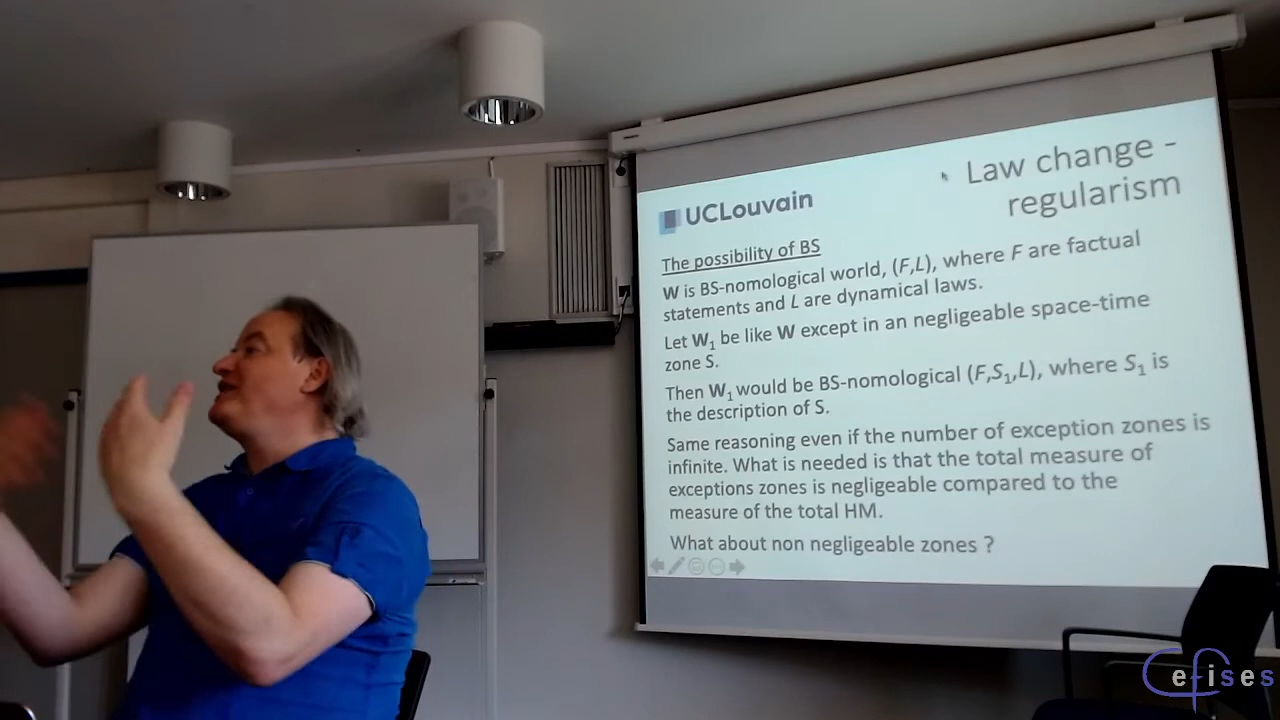 Law change -
regularism
UCLouvain
The possibility of BS
W is BS-nomological world, (F,L), where F are factual
statements and L are dynamical laws.
Let W₁ be like W except in an negligeable space-time
zone S.
Then W₁ would be BS-nomological (F,S₁,L), where S₁ is
the description of S.
Same reasoning even if the number of exception zones is
infinite. What is needed is that the total measure of
exceptions zones is negligeable compared to the
measure of the total HM.
What about non negligeable zones ?
Cefises